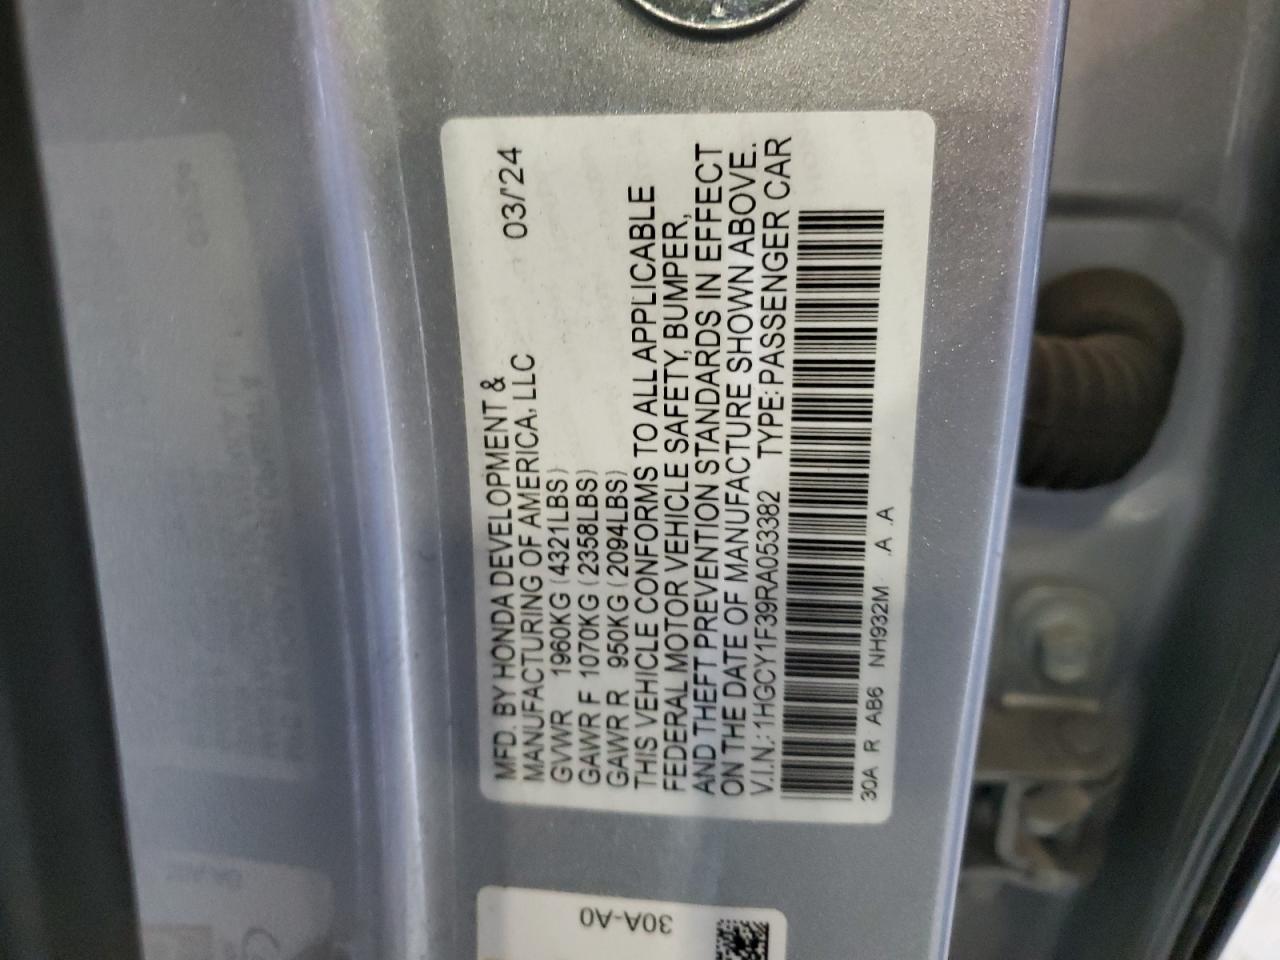 MFD. BY HONDA DEVELOPMENT &
MANUFACTURING OF AMERICA, LLC 03/'24
GVWR 1960KG (4321LBS)
GAWR F 1070KG (2358LBS)
GAWR R 950KG (2094LBS)
THIS VEHICLE CONFORMS TO ALL APPLICABLE
FEDERAL MOTOR VEHICLE SAFETY, BUMPER,
AND THEFT PREVENTION STANDARDS IN EFFECT
ON THE DATE OF MANUFACTURE SHOWN ABOVE.
V.I.N.: 1HGCY1F39RA053382 TYPE: PASSENGER CAR
30A R AB6 NH932M .A .A
30A-A0